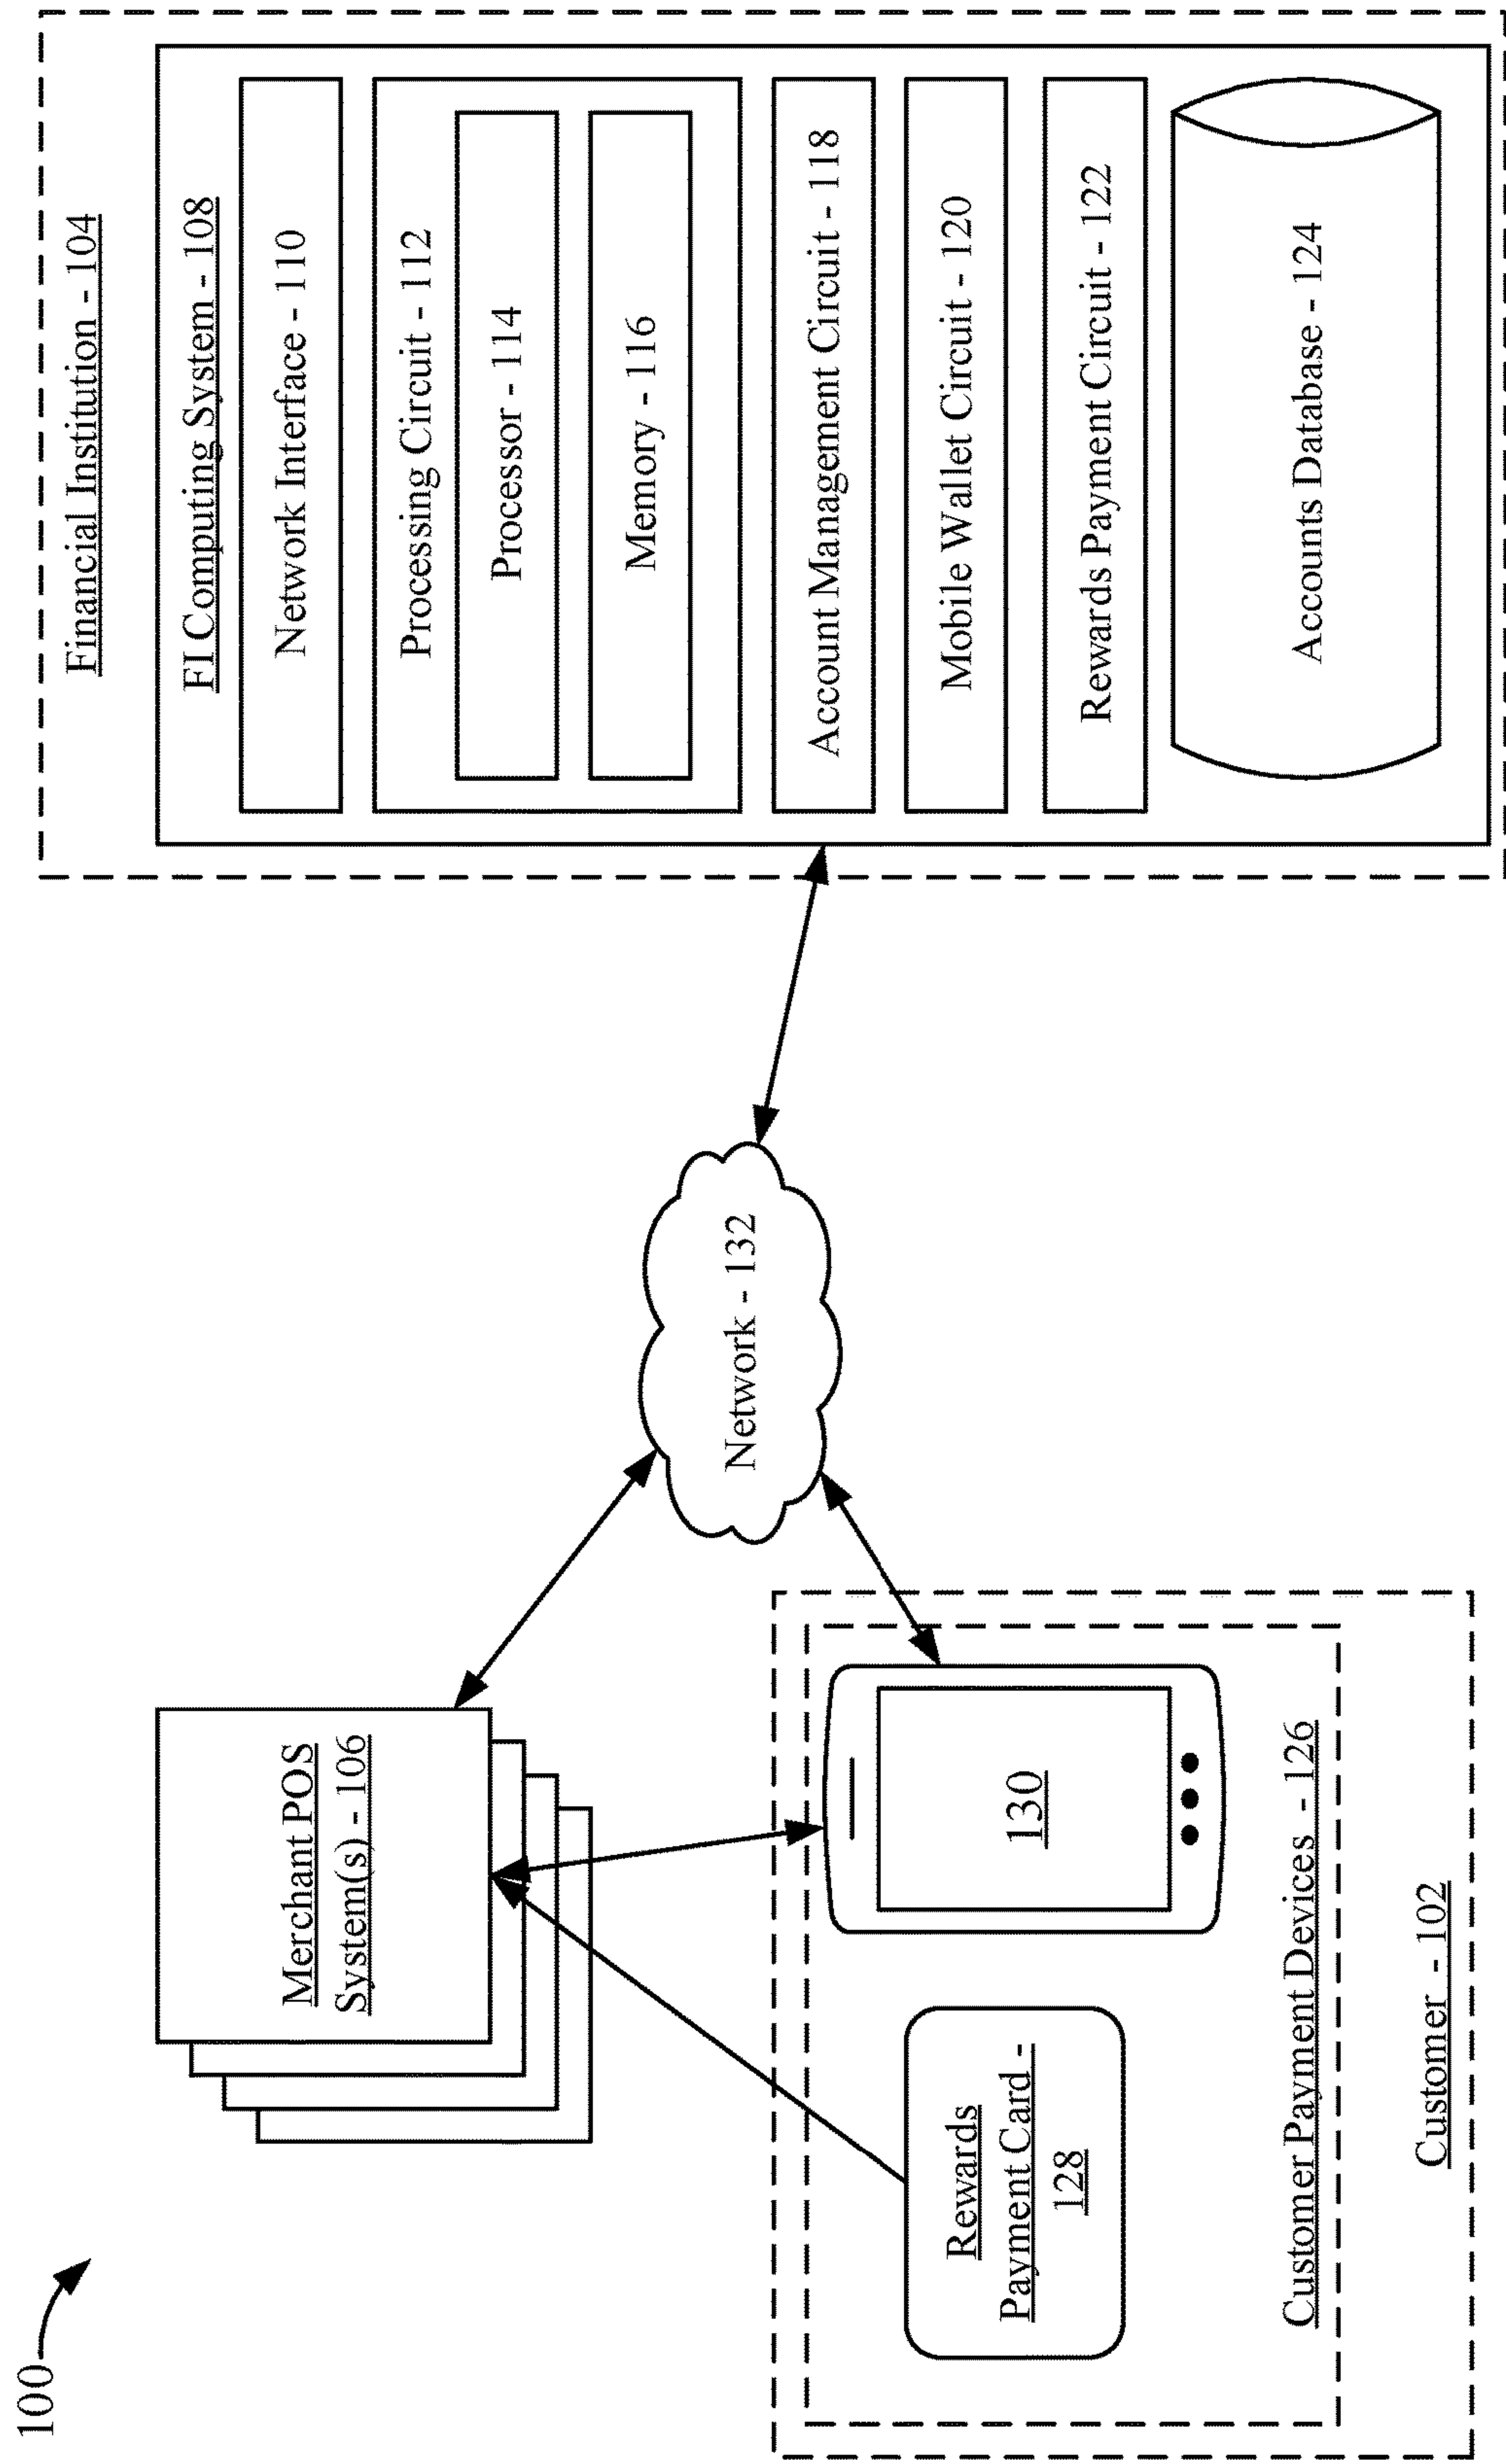 100
Merchant POS
System(s) - 106
Rewards
Payment Card -
128
130
Customer Payment Devices - 126
Customer - 102
Network - 132
Financial Institution - 104
FI Computing System - 108
Network Interface - 110
Processing Circuit - 112
Processor - 114
Memory - 116
Account Management Circuit - 118
Mobile Wallet Circuit - 120
Rewards Payment Circuit - 122
Accounts Database - 124